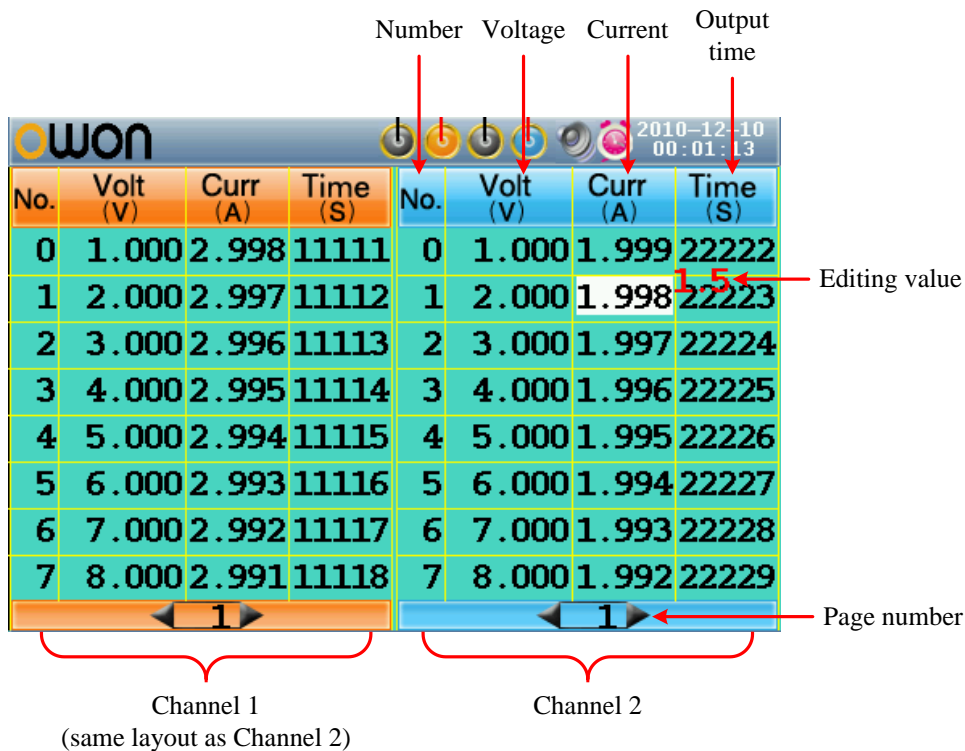 Number Voltage Current Output time
owon 2010-12-10 00:01:13
No. Volt (V) Curr (A) Time (S) No. Volt (V) Curr (A) Time (S)
0 1.000 2.998 11111 0 1.000 1.999 22222
1.5 Editing value
1 2.000 2.997 11112 1 2.000 1.998 22223
2 3.000 2.996 11113 2 3.000 1.997 22224
3 4.000 2.995 11114 3 4.000 1.996 22225
4 5.000 2.994 11115 4 5.000 1.995 22226
5 6.000 2.993 11116 5 6.000 1.994 22227
6 7.000 2.992 11117 6 7.000 1.993 22228
7 8.000 2.991 11118 7 8.000 1.992 22229
1 1 Page number
Channel 1 Channel 2
(same layout as Channel 2)